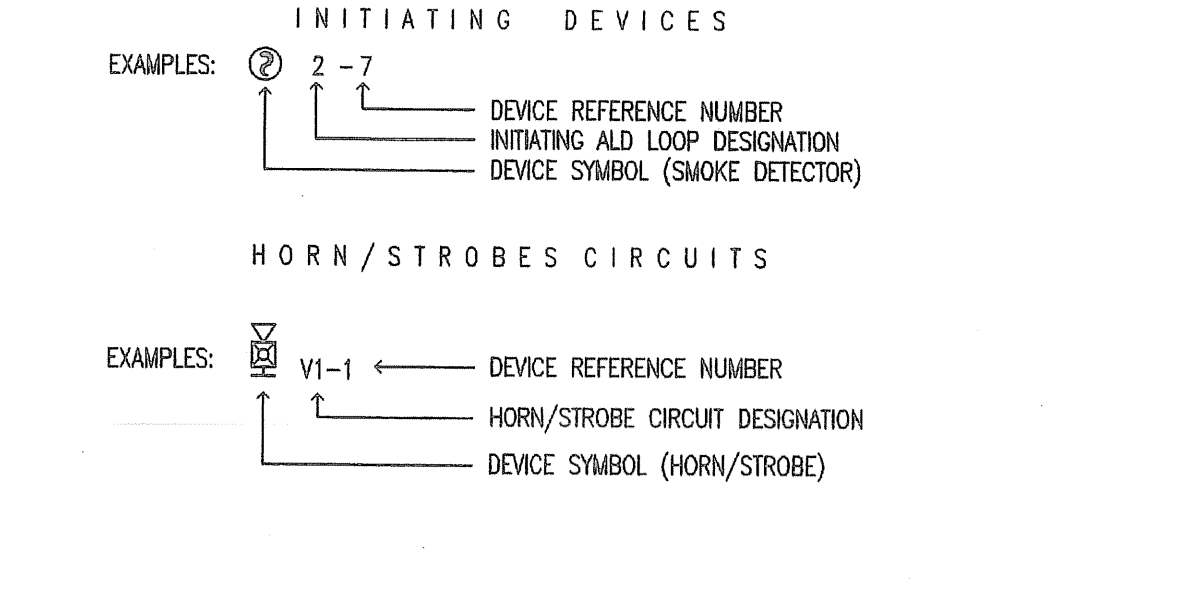 INITIATING DEVICES
EXAMPLES: 2 -7
DEVICE REFERENCE NUMBER
INITIATING ALD LOOP DESIGNATION
DEVICE SYMBOL (SMOKE DETECTOR)
HORN/STROBES CIRCUITS
EXAMPLES: V1-1 DEVICE REFERENCE NUMBER
HORN/STROBE CIRCUIT DESIGNATION
DEVICE SYMBOL (HORN/STROBE)